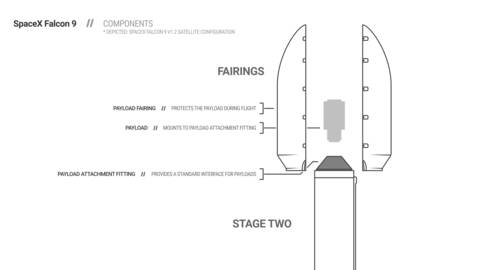 SpaceX Falcon 9 // COMPONENTS
* DEPICTED: SPACEX FALCON 9 V1.2 SATELLITE CONFIGURATION
FAIRINGS
PAYLOAD FAIRING // PROTECTS THE PAYLOAD DURING FLIGHT
PAYLOAD // MOUNTS TO PAYLOAD ATTACHMENT FITTING
PAYLOAD ATTACHMENT FITTING // PROVIDES A STANDARD INTERFACE FOR PAYLOADS
STAGE TWO